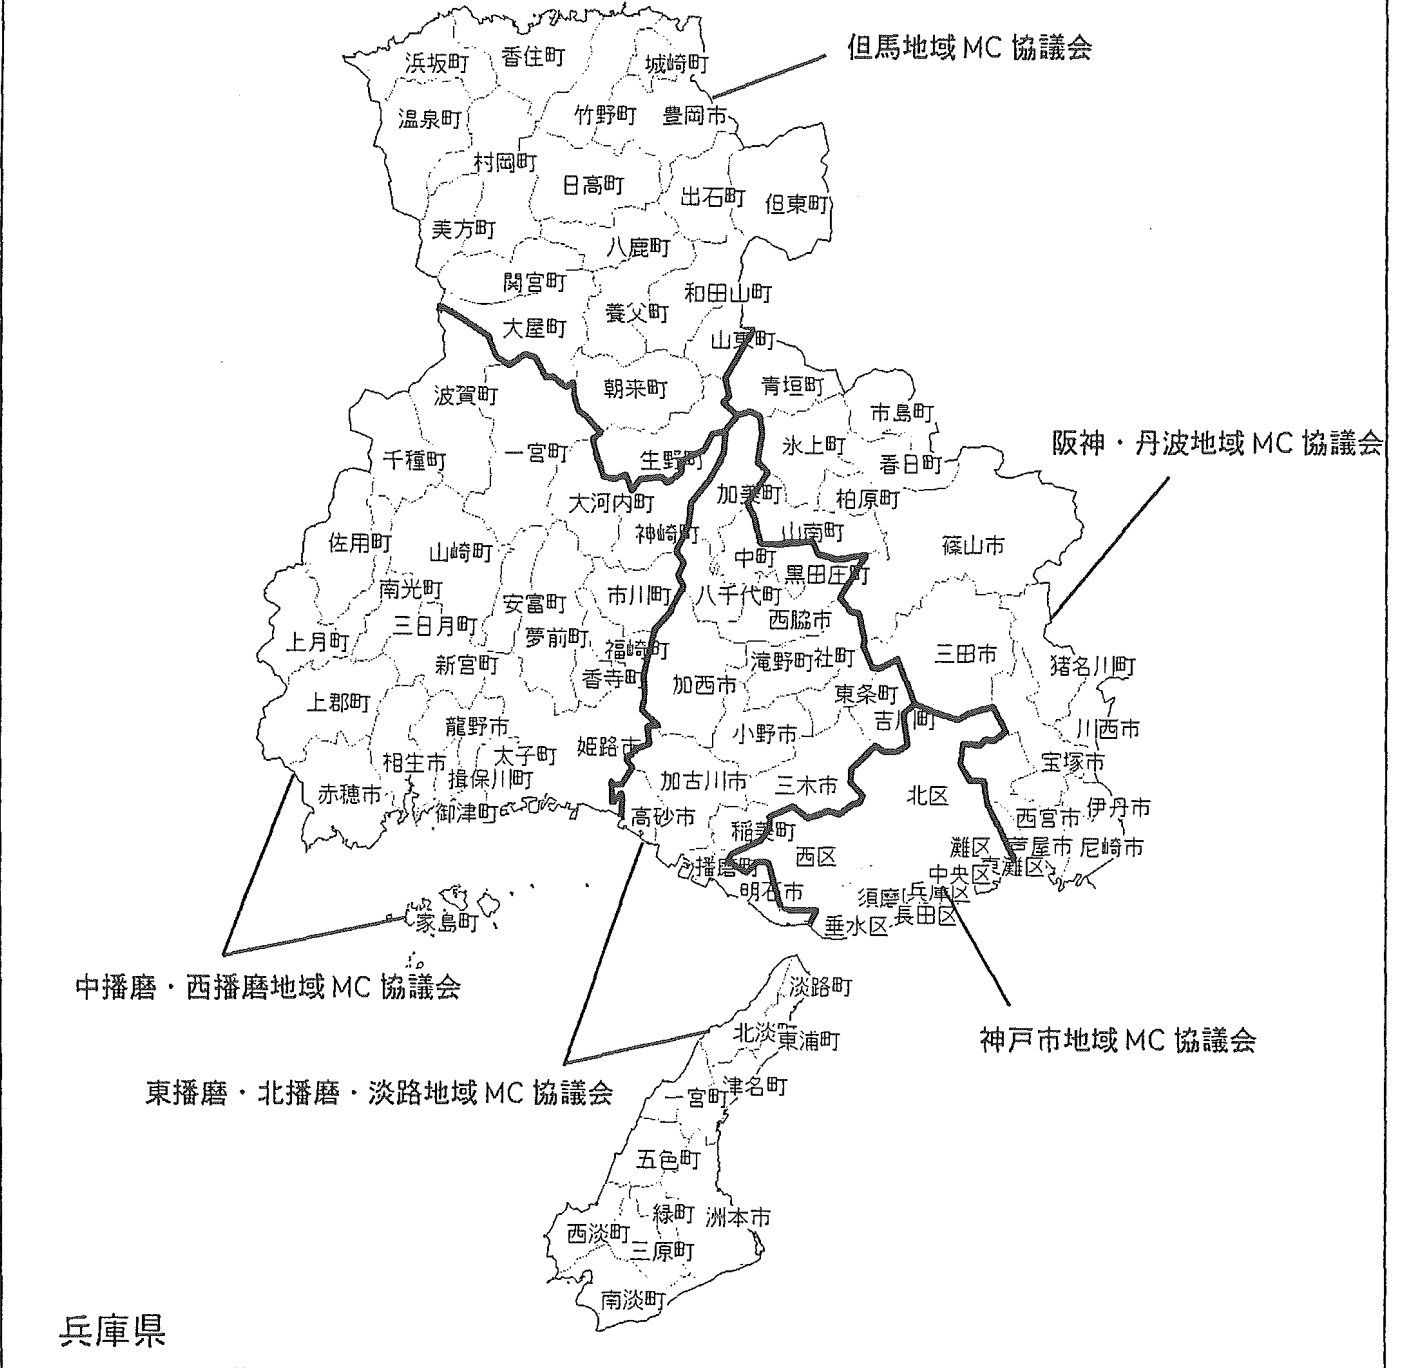 但馬地域MC協議会
浜坂町
香住町
城崎町
温泉町
竹野町
豊岡市
村岡町
日高町
出石町
但東町
美方町
八鹿町
関宮町
和田山町
養父町
大屋町
山東町
朝来町
青垣町
波賀町
市島町
氷上町
阪神・丹波地域MC協議会
千種町
一宮町
生野町
春日町
大河内町
加美町
柏原町
神崎町
山南町
佐用町
山崎町
中町
篠山市
黒田庄町
南光町
安富町
市川町
八千代町
三日月町
西脇市
上月町
夢前町
福崎町
新宮町
滝野町
社町
三田市
猪名川町
香寺町
加西市
上郡町
東条町
吉川町
龍野市
小野市
川西市
姫路市
太子町
相生市
宝塚市
揖保川町
加古川市
三木市
赤穂市
北区
御津町
高砂市
西宮市
伊丹市
稲美町
灘区
芦屋市
尼崎市
播磨町
西区
中央区
東灘区
明石市
須磨
兵庫区
家島町
垂水区
長田区
中播磨・西播磨地域MC協議会
淡路町
北淡町
東浦町
神戸市地域MC協議会
東播磨・北播磨・淡路地域MC協議会
津名町
一宮町
五色町
緑町
洲本市
西淡町
三原町
南淡町
兵庫県